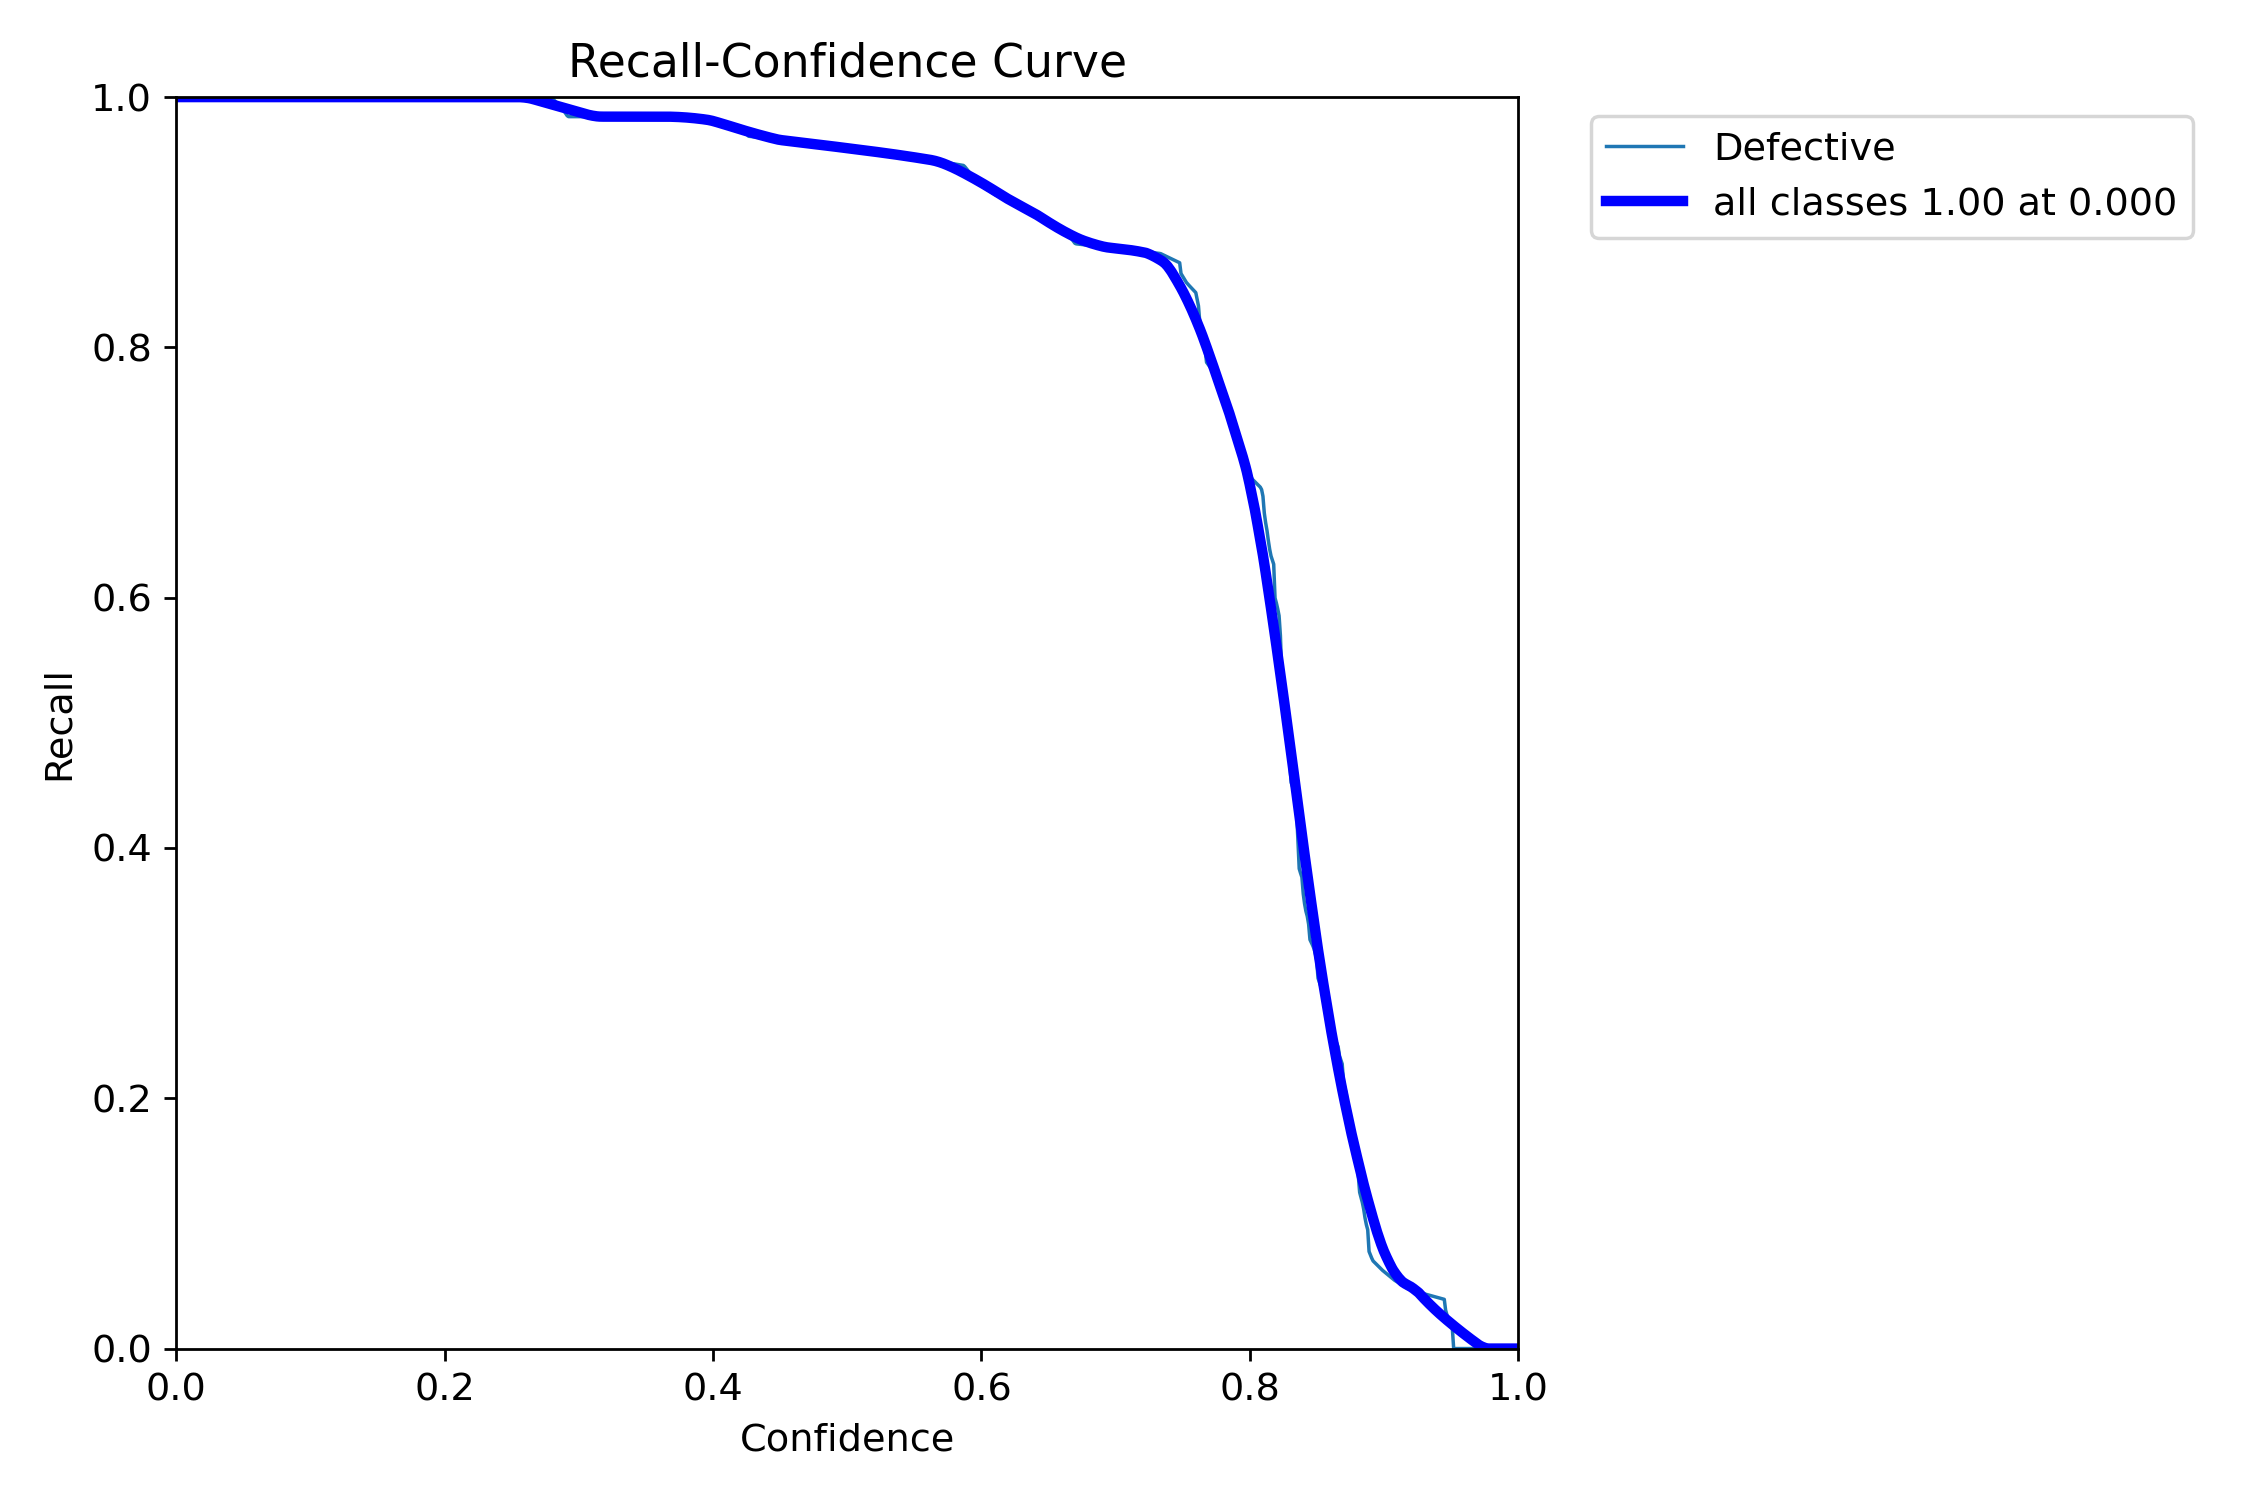 Recall-Confidence Curve
1.0
0.8
0.6
0.4
0.2
0.0
Recall
0.0 0.2 0.4 0.6 0.8 1.0
Confidence
Defective
all classes 1.00 at 0.000